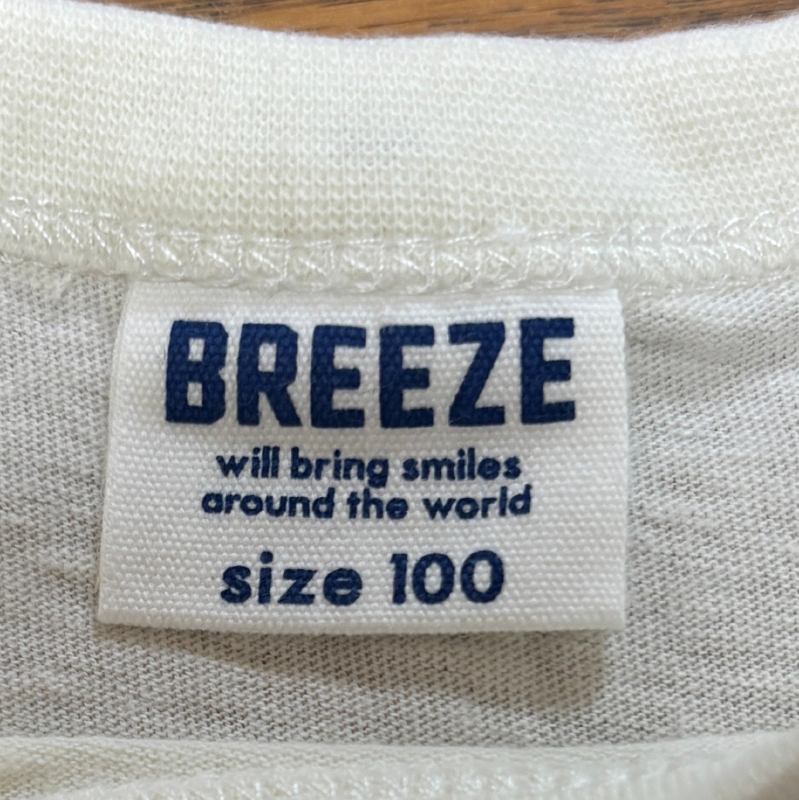 BREEZE
will bring smiles
around the world
size 100